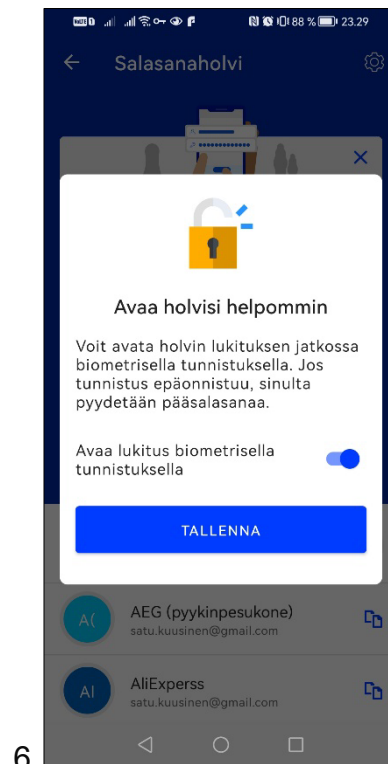 88 % 23.29
Salasanaholvi
Avaa holvisi helpommin
Voit avata holvin lukituksen jatkossa
biometrisella tunnistuksella. Jos
tunnistus epäonnistuu, sinulta
pyydetään pääsalasanaa.
Avaa lukitus biometrisella
tunnistuksella
TALLENNA
A( AEG (pyykinpesukone)
satu.kuusinen@gmail.com
AI AliExperss
satu.kuusinen@gmail.com
6